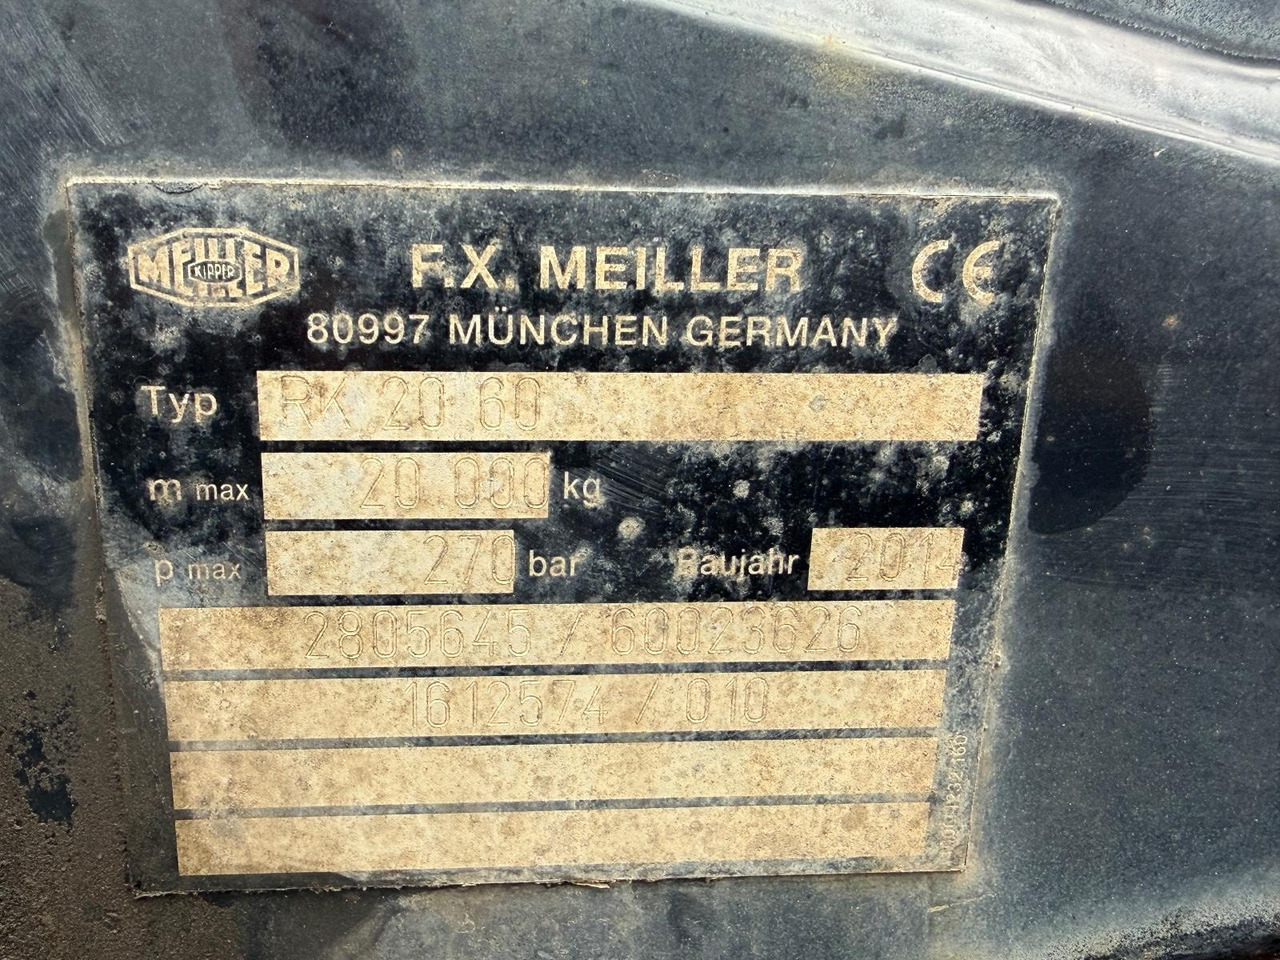 MEILLER
KIPPER
F.X. MEILLER CE
80997 MÜNCHEN GERMANY
Typ RK 20 60
m max 20 000 kg
p max 270 bar Baujahr 2014
2805645 / 60023626
1612574 / 010